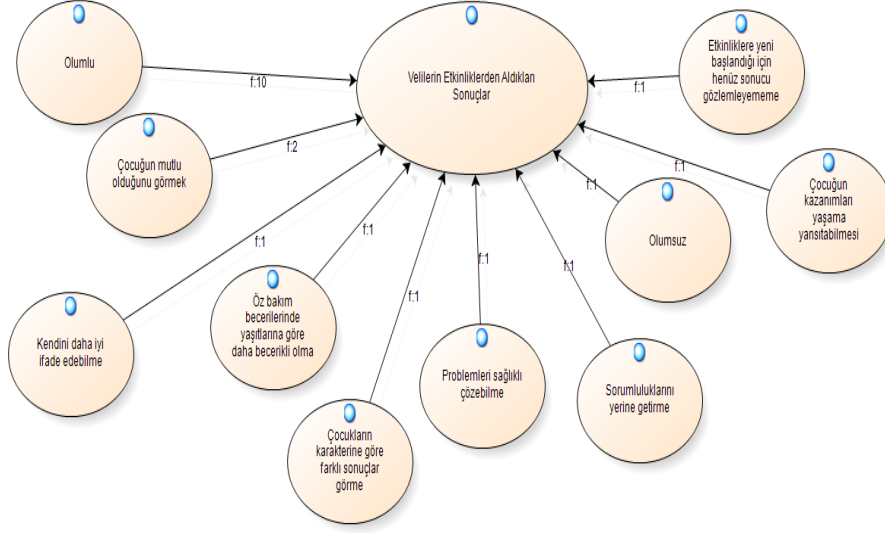 Olumlu
f:10
Velilerin Etkinliklerden Aldıkları
Sonuçlar
Etkinliklere yeni
başlandığı için
henüz sonucu
gözlemleyememe
f:1
Çocuğun mutlu
olduğunu görmek
f:2
Çocuğun
kazanımları
yaşama
yansıtabilmesi
f:1
Olumsuz
f:1
Kendini daha iyi
ifade edebilme
f:1
Öz bakım
becerilerinde
yaşıtlarına göre
daha becerikli olma
f:1
Çocukların
karakterine göre
farklı sonuçlar
görme
f:1
Problemleri sağlıklı
çözebilme
f:1
Sorumluluklarını
yerine getirme
f:1